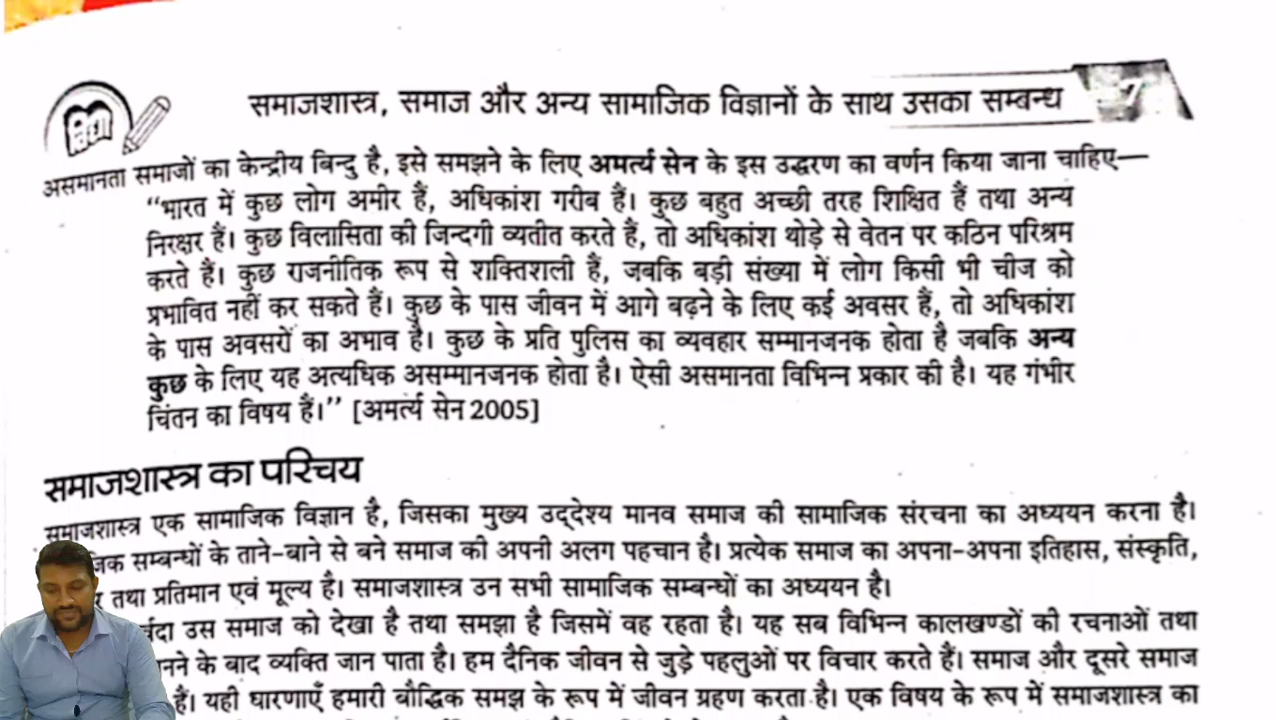 समाजशास्त्र, समाज और अन्य सामाजिक विज्ञानों के साथ उसका सम्बन्ध 7
विद्या
असमानता समाजों का केन्द्रीय बिन्दु है, इसे समझने के लिए अमर्त्य सेन के इस उद्धरण का वर्णन किया जाना चाहिए—
“भारत में कुछ लोग अमीर हैं, अधिकांश गरीब हैं। कुछ बहुत अच्छी तरह शिक्षित हैं तथा अन्य
निरक्षर हैं। कुछ विलासिता की जिन्दगी व्यतीत करते हैं, तो अधिकांश थोड़े से वेतन पर कठिन परिश्रम
करते हैं। कुछ राजनीतिक रूप से शक्तिशली हैं, जबकि बड़ी संख्या में लोग किसी भी चीज को
प्रभावित नहीं कर सकते हैं। कुछ के पास जीवन में आगे बढ़ने के लिए कई अवसर हैं, तो अधिकांश
के पास अवसरों का अभाव है। कुछ के प्रति पुलिस का व्यवहार सम्मानजनक होता है जबकि अन्य
कुछ के लिए यह अत्यधिक असम्मानजनक होता है। ऐसी असमानता विभिन्न प्रकार की है। यह गंभीर
चिंतन का विषय हैं।” [अमर्त्य सेन 2005]
समाजशास्त्र का परिचय
समाजशास्त्र एक सामाजिक विज्ञान है, जिसका मुख्य उद्देश्य मानव समाज की सामाजिक संरचना का अध्ययन करना है।
जिक सम्बन्धों के ताने-बाने से बने समाज की अपनी अलग पहचान है। प्रत्येक समाज का अपना-अपना इतिहास, संस्कृति,
र तथा प्रतिमान एवं मूल्य है। समाजशास्त्र उन सभी सामाजिक सम्बन्धों का अध्ययन है।
उस समाज को देखा है तथा समझा है जिसमें वह रहता है। यह सब विभिन्न कालखण्डों की रचनाओं तथा
के बाद व्यक्ति जान पाता है। हम दैनिक जीवन से जुड़े पहलुओं पर विचार करते हैं। समाज और दूसरे समाज
हैं। यही घारणाएँ हमारी बौद्धिक समझ के रूप में जीवन ग्रहण करता है। एक विषय के रूप में समाजशास्त्र का